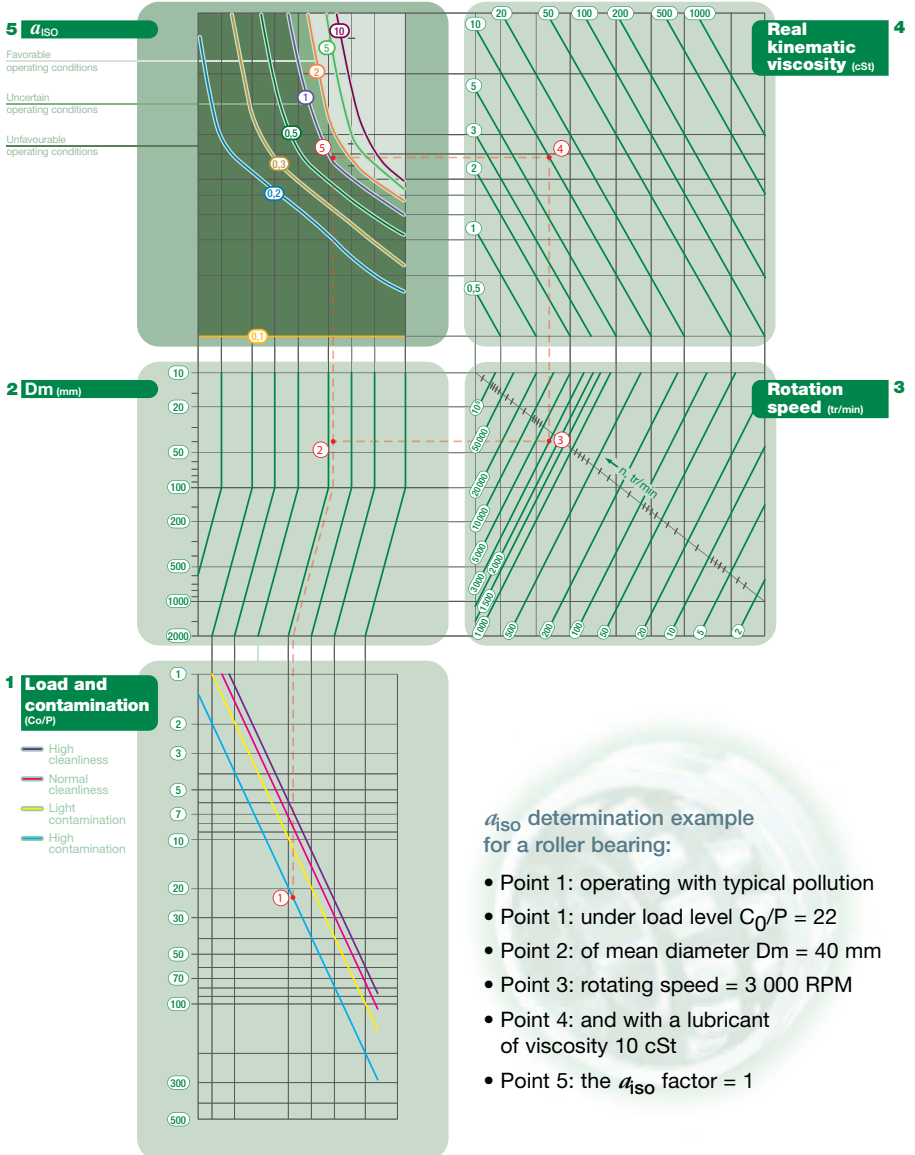 5 aISO
Favorable
operating conditions
Uncertain
operating conditions
Unfavourable
operating conditions
10
5
2
1
0,5
0.3
0,2
0,1
5
4 Real
kinematic
viscosity (cSt)
10 20 50 100 200 500 1000
5
3
2
1
0,5
4
2 Dm (mm)
10
20
50
100
200
500
1000
2000
2
3 Rotation
speed (tr/min)
n, tr/min
3
10⁵
50000
20000
10000
5000
3000
2000
1500
1000 500 200 100 50 20 10 5 2
1 Load and
contamination
(Co/P)
High
cleanliness
Normal
cleanliness
Light
contamination
High
contamination
1
2
3
5
7
10
20
30
50
70
100
300
500
1
aiso determination example
for a roller bearing:
• Point 1: operating with typical pollution
• Point 1: under load level C0/P = 22
• Point 2: of mean diameter Dm = 40 mm
• Point 3: rotating speed = 3 000 RPM
• Point 4: and with a lubricant
of viscosity 10 cSt
• Point 5: the aiso factor = 1